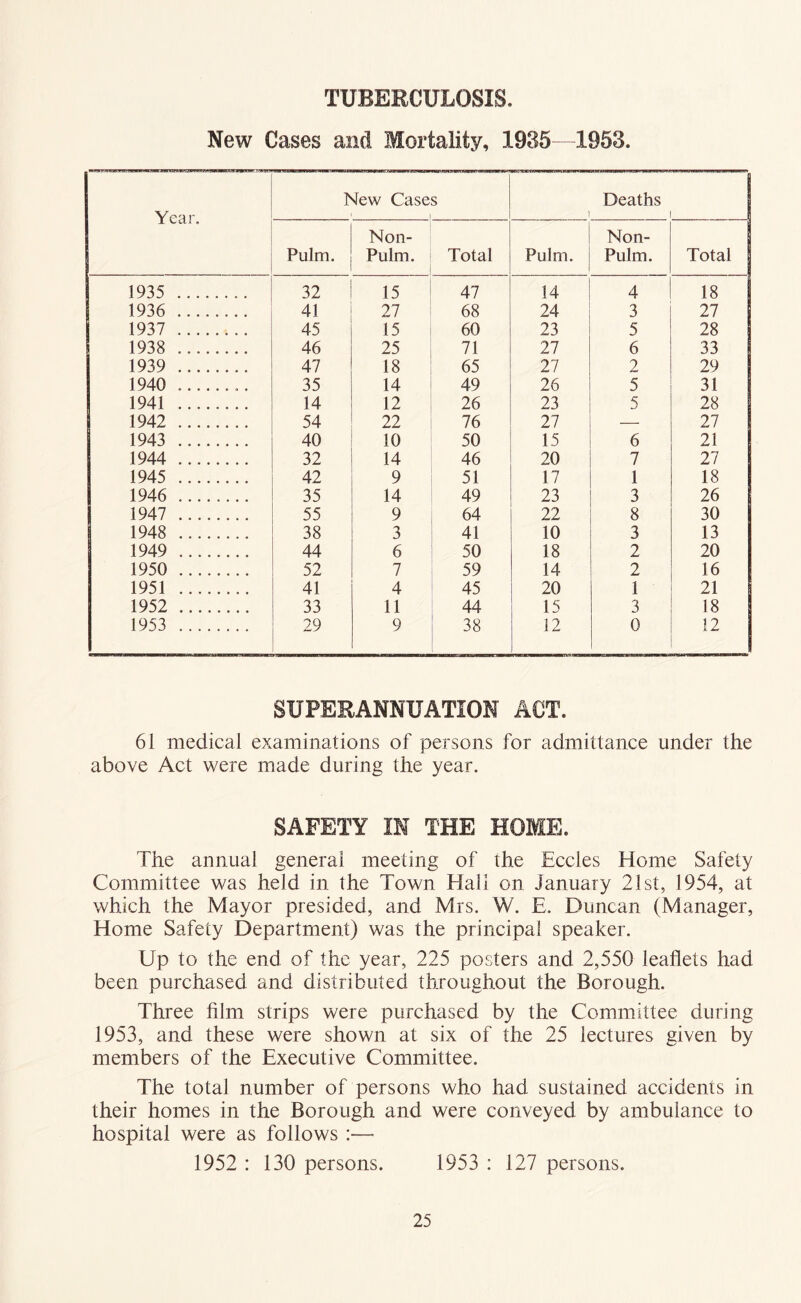 TUBERCULOSIS.
New Cases and Mortality, 1935—1953.
Year. New Cases Deaths
Pulm. Non-Pulm. Total Pulm. Non-Pulm. Total
1935 ........ 32 15 47 14 4 18
1936 ........ 41 27 68 24 3 27
1937 ........ 45 15 60 23 5 28
1938 ........ 46 25 71 27 6 33
1939 ........ 47 18 65 27 2 29
1940 ........ 35 14 49 26 5 31
1941 ........ 14 12 26 23 5 28
1942 ........ 54 22 76 27 — 27
1943 ........ 40 10 50 15 6 21
1944 ........ 32 14 46 20 7 27
1945 ........ 42 9 51 17 1 18
1946 ........ 35 14 49 23 3 26
1947 ........ 55 9 64 22 8 30
1948 ........ 38 3 41 10 3 13
1949 ........ 44 6 50 18 2 20
1950 ........ 52 7 59 14 2 16
1951 ........ 41 4 45 20 1 21
1952 ........ 33 11 44 15 3 18
1953 ........ 29 9 38 12 0 12
SUPERANNUATION ACT.
61 medical examinations of persons for admittance under the
above Act were made during the year.
SAFETY IN THE HOME.
The annual general meeting of the Eccles Home Safety
Committee was held in the Town Hall on January 21st, 1954, at
which the Mayor presided, and Mrs. W. E. Duncan (Manager,
Home Safety Department) was the principal speaker.
Up to the end of the year, 225 posters and 2,550 leaflets had
been purchased and distributed throughout the Borough.
Three film strips were purchased by the Committee during
1953, and these were shown at six of the 25 lectures given by
members of the Executive Committee.
The total number of persons who had sustained accidents in
their homes in the Borough and were conveyed by ambulance to
hospital were as follows :—
1952 : 130 persons. 1953 : 127 persons.
25